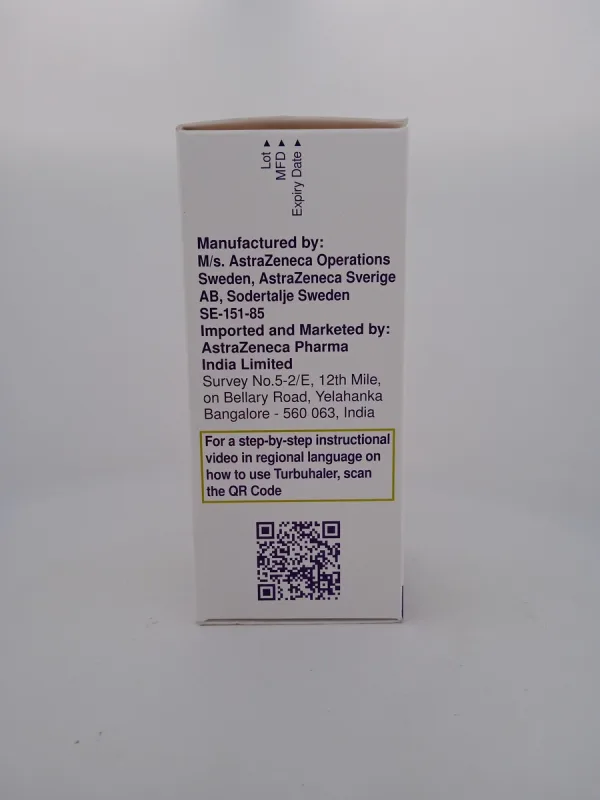 Lot ▲
MFD ▲
Expiry Date ▲
Manufactured by:
M/s. AstraZeneca Operations
Sweden, AstraZeneca Sverige
AB, Sodertalje Sweden
SE-151-85
Imported and Marketed by:
AstraZeneca Pharma
India Limited
Survey No.5-2/E, 12th Mile,
on Bellary Road, Yelahanka
Bangalore - 560 063, India
For a step-by-step instructional
video in regional language on
how to use Turbuhaler, scan
the QR Code